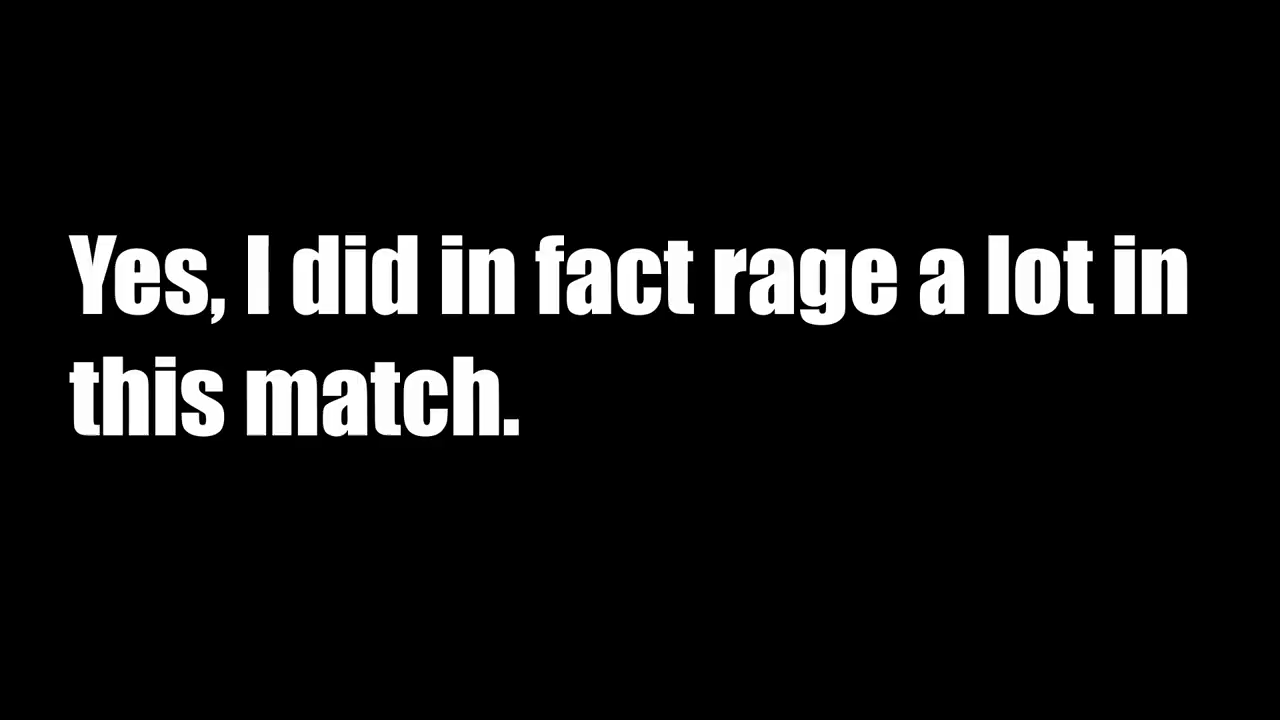 Yes, I did in fact rage a lot in
this match.